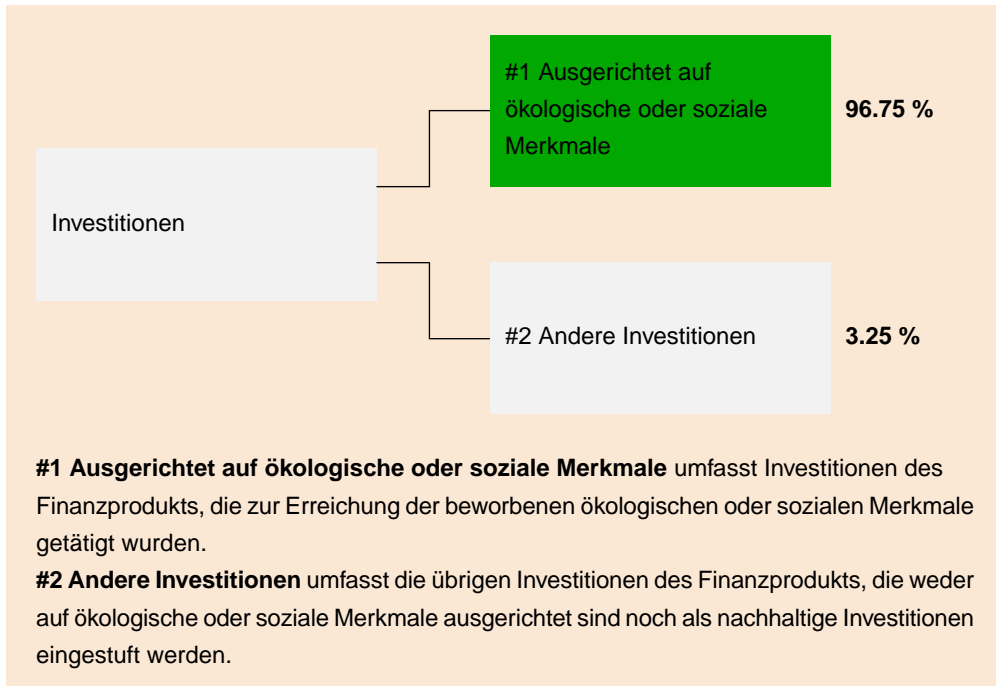 #1 Ausgerichtet auf
ökologische oder soziale
Merkmale
96.75 %
Investitionen
#2 Andere Investitionen
3.25 %
#1 Ausgerichtet auf ökologische oder soziale Merkmale umfasst Investitionen des
Finanzprodukts, die zur Erreichung der beworbenen ökologischen oder sozialen Merkmale
getätigt wurden.
#2 Andere Investitionen umfasst die übrigen Investitionen des Finanzprodukts, die weder
auf ökologische oder soziale Merkmale ausgerichtet sind noch als nachhaltige Investitionen
eingestuft werden.